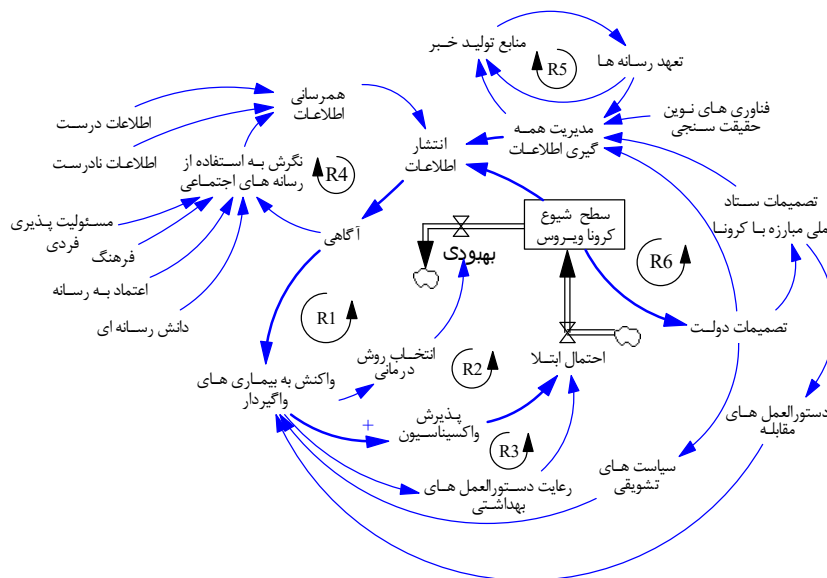 منابع تولید خبر
R5
تعهد رسانه ها
همرسانی
اطلاعات
اطلاعات درست
اطلاعات نادرست
انتشار
اطلاعات
مدیریت همه
گیری اطلاعات
فناوری های نوین
حقیقت سنجی
نگرش به استفاده از
رسانه های اجتماعی
R4
مسئولیت پذیری
فردی
فرهنگ
اعتماد به رسانه
دانش رسانه ای
آگاهی
سطح شیوع
کرونا ویروس
بهبودی
تصمیمات ستاد
ملی مبارزه با کرونا
R6
R1
تصمیمات دولت
احتمال ابتلا
انتخاب روش
درمانی
R2
واکنش به بیماری های
واگیردار
+
پذیرش
واکسیناسیون
R3
دستورالعمل های
مقابله
سیاست های
تشویقی
رعایت دستورالعمل های
بهداشتی